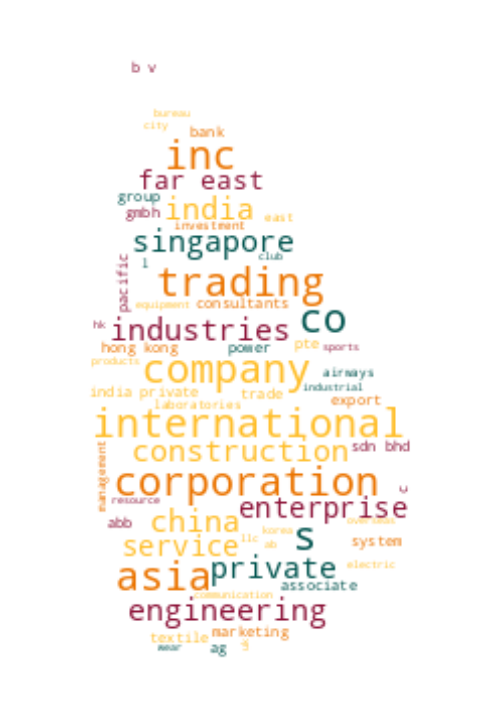 b v
bureau
city
bank
inc
far east
group
gmbh india east
investment
singapore
l club
pacific
trading
equipment consultants
co
hk industries
hong kong power pte sports
products company airways
industrial
india private trade
laboratories export
international
construction sdn bhd
management
corporation
c
resource enterprise
abb china overseas
korea
service llc ab s system
asia private electric
associate
communication
engineering
textile marketing
wear ag g